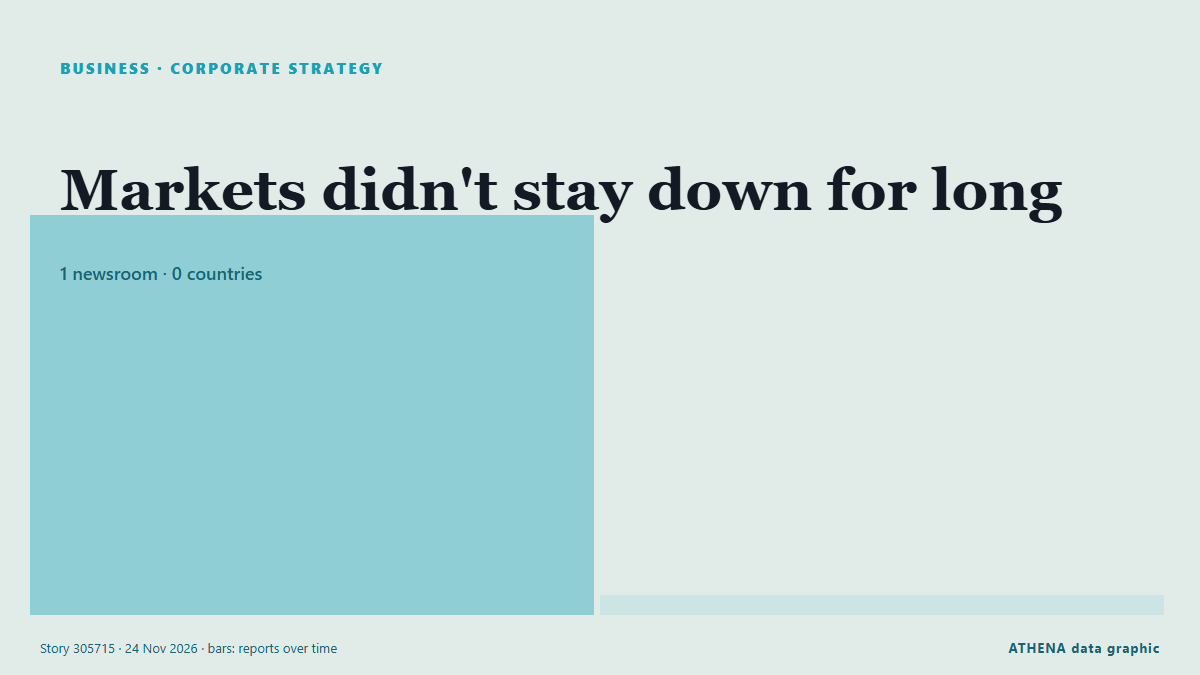 BUSINESS · CORPORATE STRATEGY
Markets didn't stay down for long
1 newsroom · 0 countries
Story 305715 · 24 Nov 2026 · bars: reports over time
ATHENA data graphic